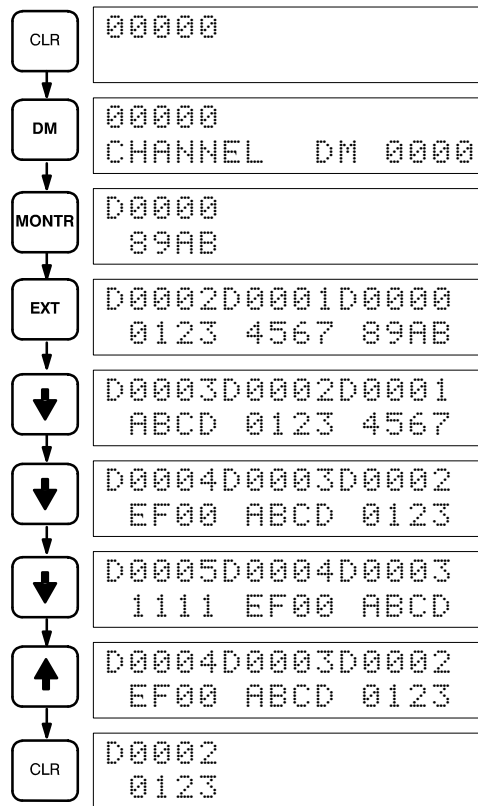 CLR
00000
DM
00000
CHANNEL DM 0000
MONTR
D0000
89AB
EXT
D0002D0001D0000
0123 4567 89AB
D0003D0002D0001
ABCD 0123 4567
D0004D0003D0002
EF00 ABCD 0123
D0005D0004D0003
1111 EF00 ABCD
D0004D0003D0002
EF00 ABCD 0123
CLR
D0002
0123